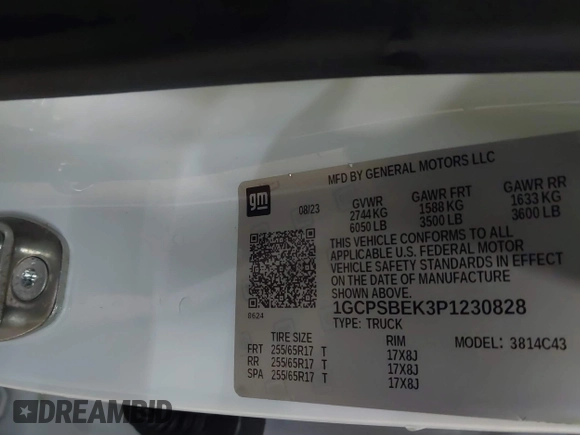 MFD BY GENERAL MOTORS LLC
gm
08/23
GVWR
2744 KG
6050 LB
GAWR FRT
1588 KG
3500 LB
GAWR RR
1633 KG
3600 LB
THIS VEHICLE CONFORMS TO ALL
APPLICABLE U.S. FEDERAL MOTOR
VEHICLE SAFETY STANDARDS IN EFFECT
ON THE DATE OF MANUFACTURE
SHOWN ABOVE.
1GCPSBEK3P1230828
TYPE: TRUCK
0624
TIRE SIZE RIM MODEL: 3814C43
FRT 255/65R17 T 17X8J
RR 255/65R17 T 17X8J
SPA 255/65R17 T 17X8J
DREAMBID